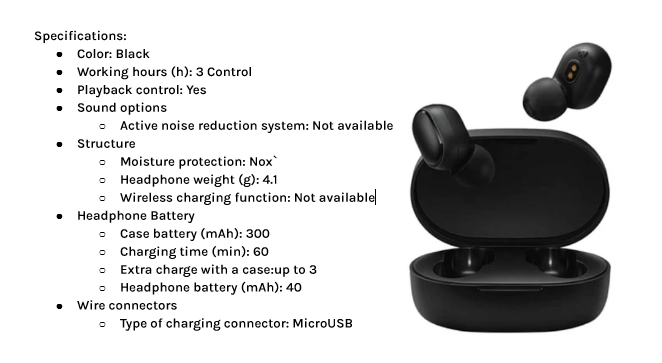 Specifications:
● Color: Black
● Working hours (h): 3 Control
● Playback control: Yes
● Sound options
○ Active noise reduction system: Not available
● Structure
○ Moisture protection: Nox`
○ Headphone weight (g): 4.1
○ Wireless charging function: Not available
● Headphone Battery
○ Case battery (mAh): 300
○ Charging time (min): 60
○ Extra charge with a case:up to 3
○ Headphone battery (mAh): 40
● Wire connectors
○ Type of charging connector: MicroUSB